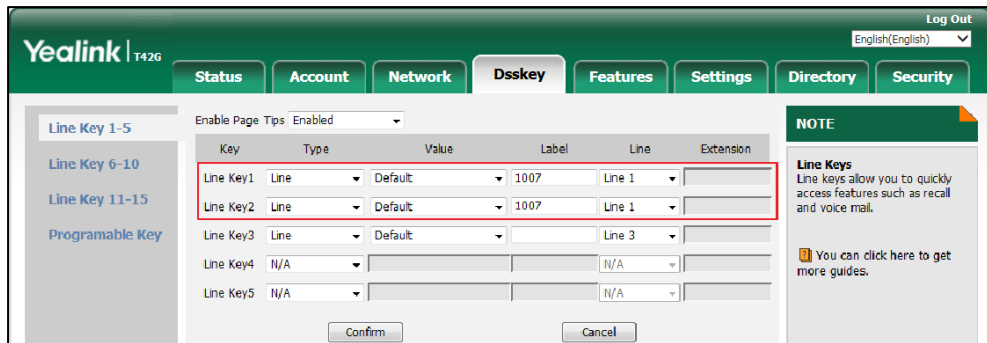 Log Out
Yealink | T42G
English(English)
Status Account Network Dsskey Features Settings Directory Security
Line Key 1-5
Line Key 6-10
Line Key 11-15
Programable Key
Enable Page Tips Enabled
Key Type Value Label Line Extension
Line Key1 Line Default 1007 Line 1
Line Key2 Line Default 1007 Line 1
Line Key3 Line Default Line 3
Line Key4 N/A N/A
Line Key5 N/A N/A
Confirm Cancel
NOTE
Line Keys
Line keys allow you to quickly
access features such as recall
and voice mail.
You can click here to get
more guides.